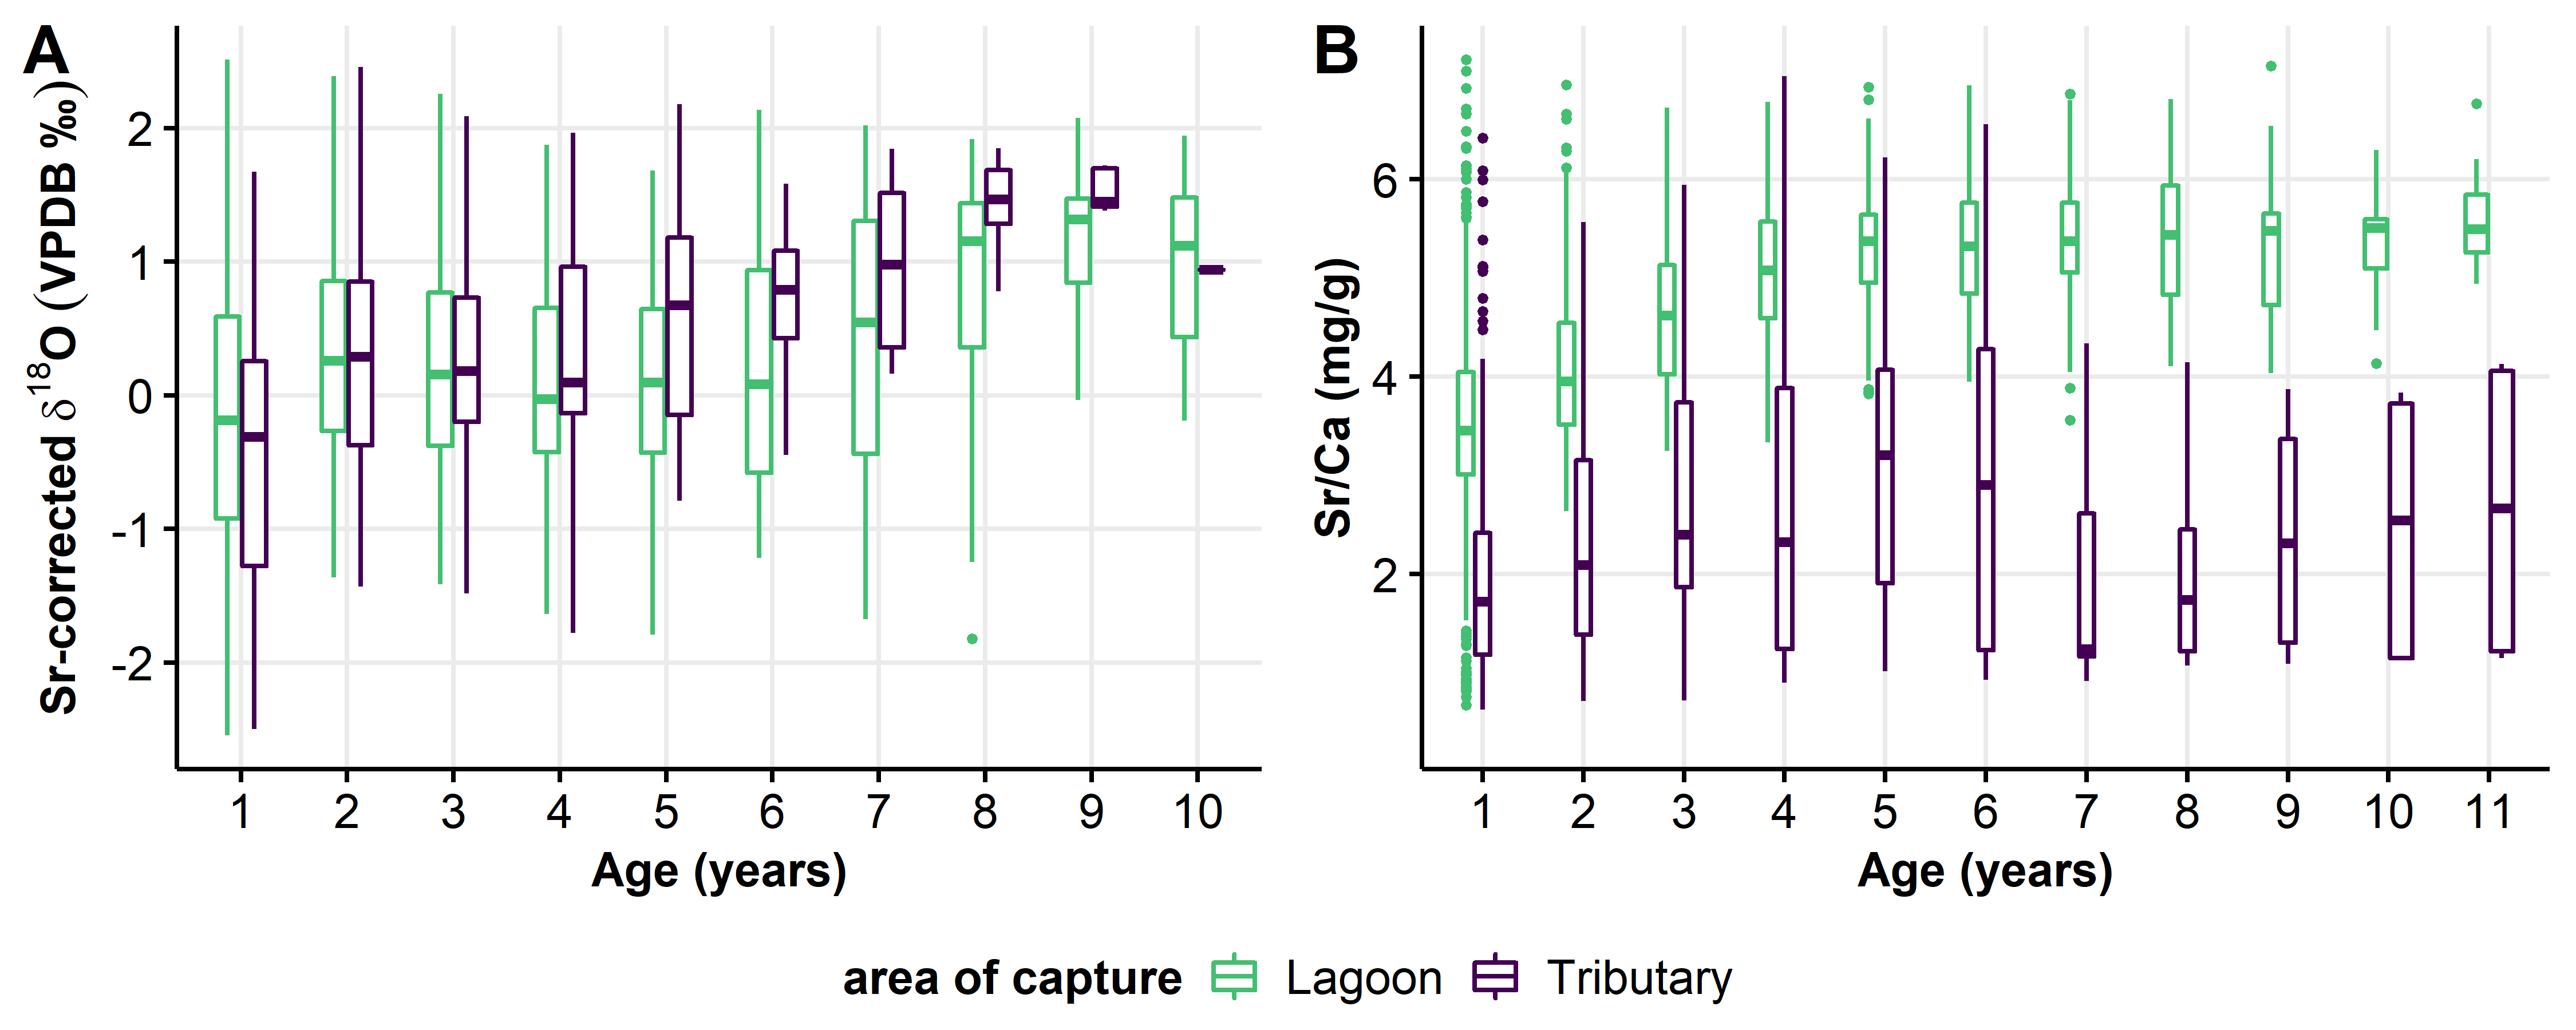 A
Sr-corrected δ18O (VPDB ‰)
2
1
0
-1
-2
1 2 3 4 5 6 7 8 9 10
Age (years)
B
Sr/Ca (mg/g)
6
4
2
1 2 3 4 5 6 7 8 9 10 11
Age (years)
area of capture Lagoon Tributary